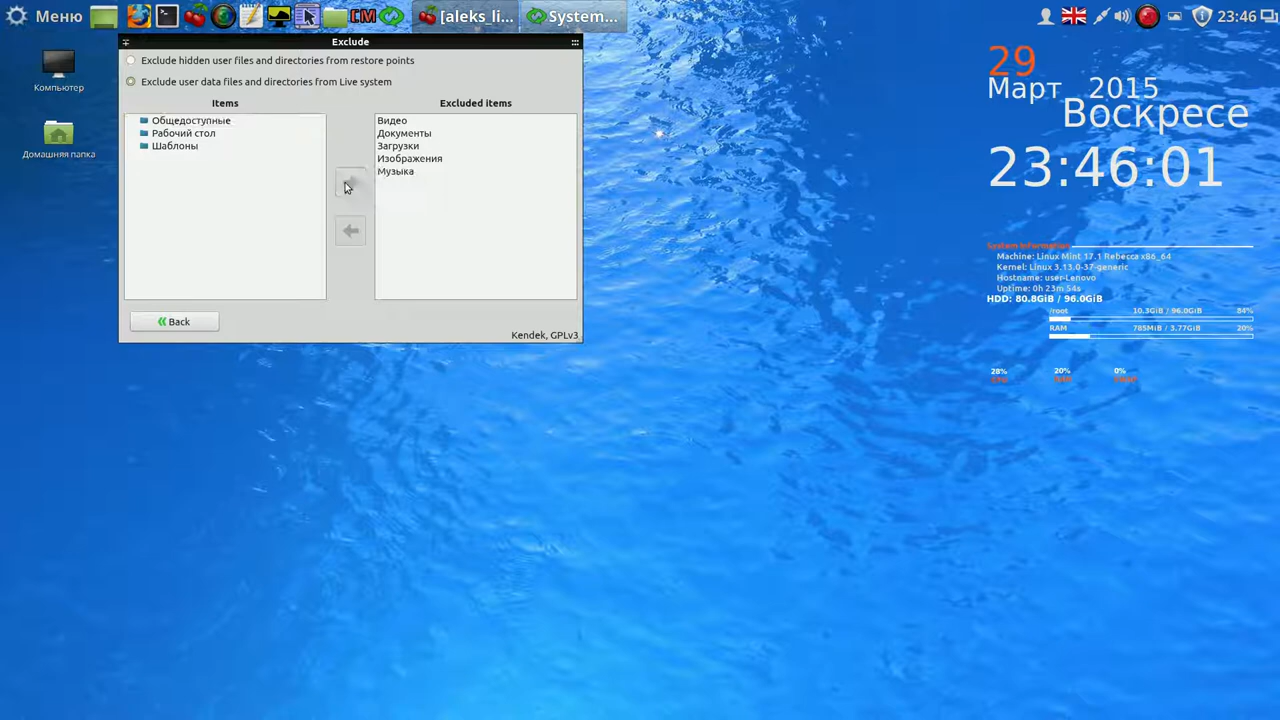 Меню
CM
[aleks_li...
System...
23:46
Exclude
Exclude hidden user files and directories from restore points
Exclude user data files and directories from Live system
Items
Excluded items
Общедоступные
Рабочий стол
Шаблоны
Видео
Документы
Загрузки
Изображения
Музыка
Back
Kendek, GPLv3
Компьютер
Домашняя папка
29
Март 2015
Воскресе
23:46:01
System Information
Machine: Linux Mint 17.1 Rebecca x86_64
Kernel: Linux 3.13.0-37-generic
Hostname: user-Lenovo
Uptime: 0h 23m 54s
HDD: 80.8GiB / 96.0GiB
/root 10.3GiB / 96.0GiB 84%
RAM 785MiB / 3.77GiB 20%
28% 20% 0%